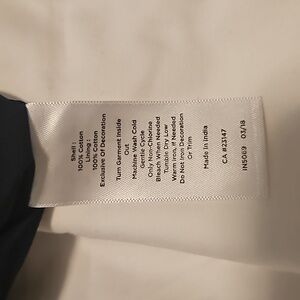 Shell :
100% Cotton
Lining :
100% Cotton
Exclusive Of Decoration
Turn Garment Inside
Out
Machine Wash Cold
Gentle Cycle
Only Non-Chlorine
Bleach When Needed
Tumble Dry Low
Warm Iron, If Needed
Do Not Iron Decoration
Or Trim
Made In India
CA #23147
IN5069 03/18